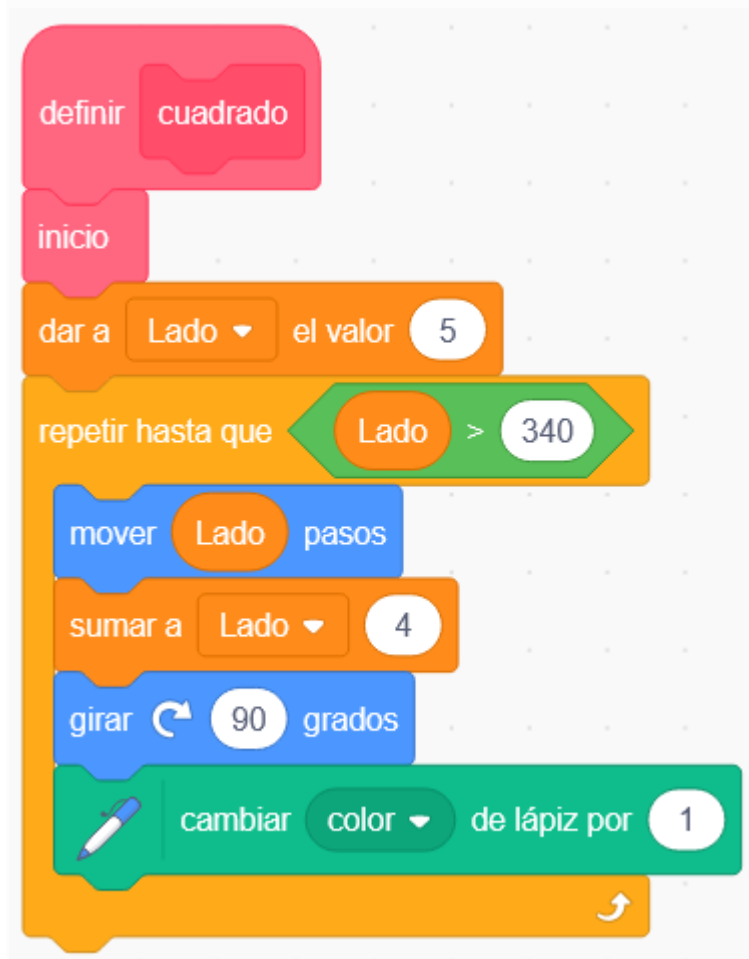 definir cuadrado
inicio
dar a Lado el valor 5
repetir hasta que Lado > 340
mover Lado pasos
sumar a Lado 4
girar 90 grados
cambiar color de lápiz por 1